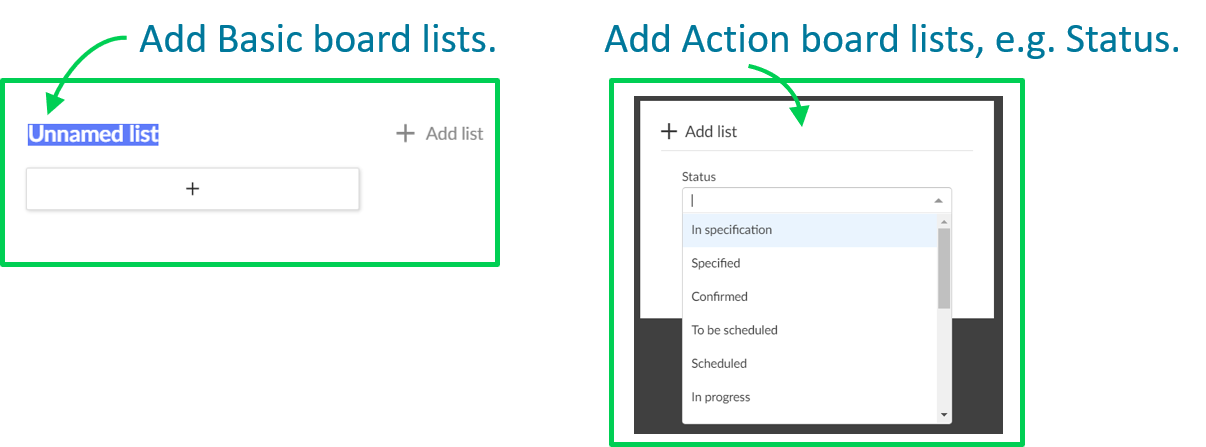 Add Basic board lists.
Unnamed list
+ Add list
+
Add Action board lists, e.g. Status.
+ Add list
Status
In specification
Specified
Confirmed
To be scheduled
Scheduled
In progress